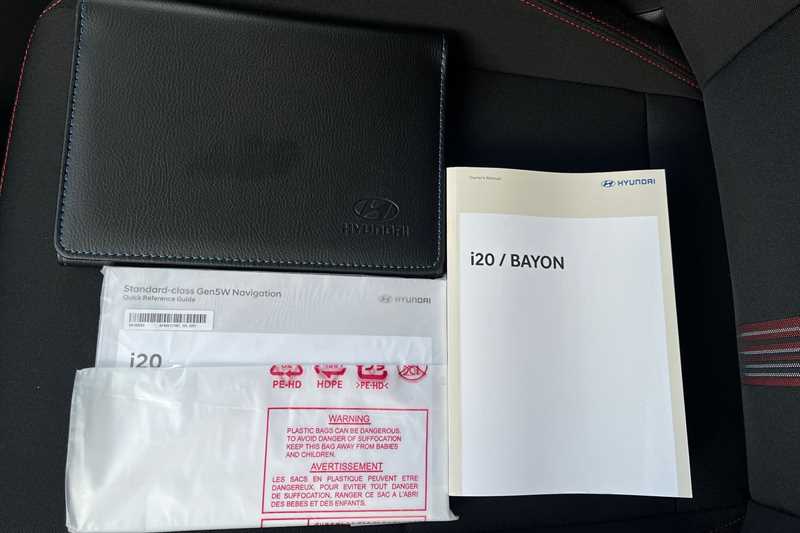 HYUNDAI
Owner's Manual
HYUNDAI
i20 / BAYON
Standard-class Gen5W Navigation
Quick Reference Guide
HYUNDAI
i20
PE-HD
HDPE
>PE-HD<
WARNING
PLASTIC BAGS CAN BE DANGEROUS.
TO AVOID DANGER OF SUFFOCATION
KEEP THIS BAG AWAY FROM BABIES
AND CHILDREN.
AVERTISSEMENT
LES SACS EN PLASTIQUE PEUVENT ETRE
DANGEREUX. POUR EVITER TOUT DANGER
DE SUFFOCATION, RANGER CE SAC A L'ABRI
DES BEBES ET DES ENFANTS.